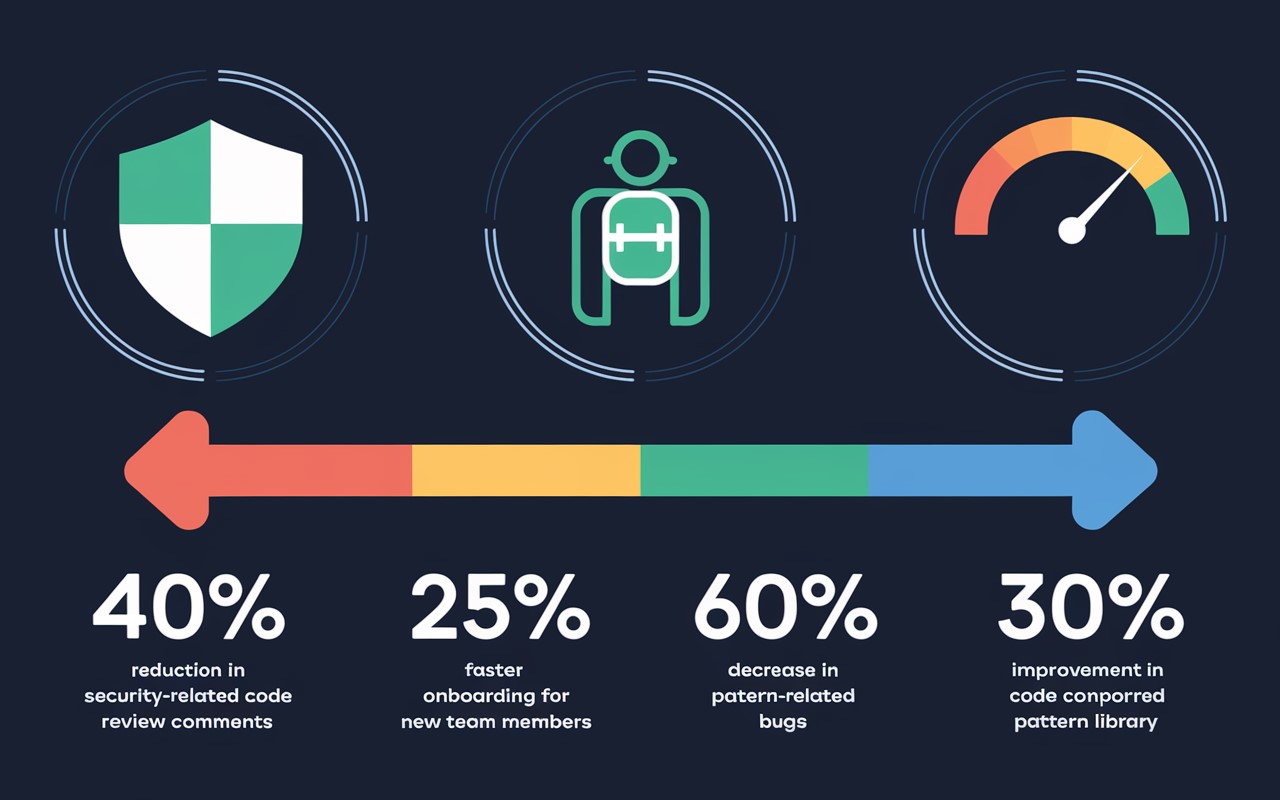 40%
reduction in
security-related code
review comments
25%
faster
onboarding for
new team members
60%
decrease in
patern-related
bugs
30%
improvement in
code conporred
pattern library